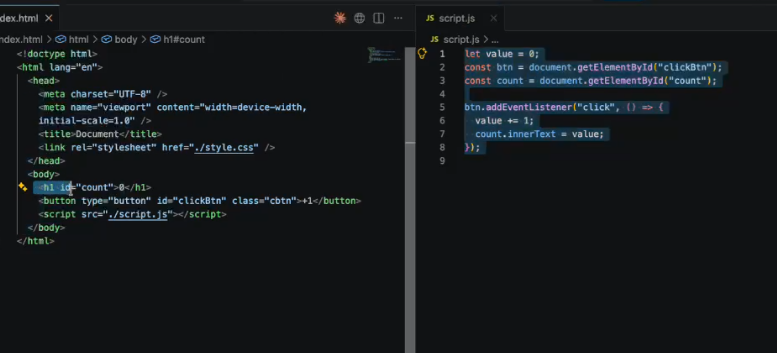 dex.html
ndex.html > html > body > h1#count
<!doctype html>
<html lang="en">
<head>
<meta charset="UTF-8" />
<meta name="viewport" content="width=device-width,
initial-scale=1.0" />
<title>Document</title>
<link rel="stylesheet" href="./style.css" />
</head>
<body>
<h1 id="count">0</h1>
<button type="button" id="clickBtn" class="cbtn">+1</button>
<script src="./script.js"></script>
</body>
</html>
JS script.js
JS script.js > ...
1 let value = 0;
2 const btn = document.getElementById("clickBtn");
3 const count = document.getElementById("count");
4
5 btn.addEventListener("click", () => {
6 value += 1;
7 count.innerText = value;
8 });
9